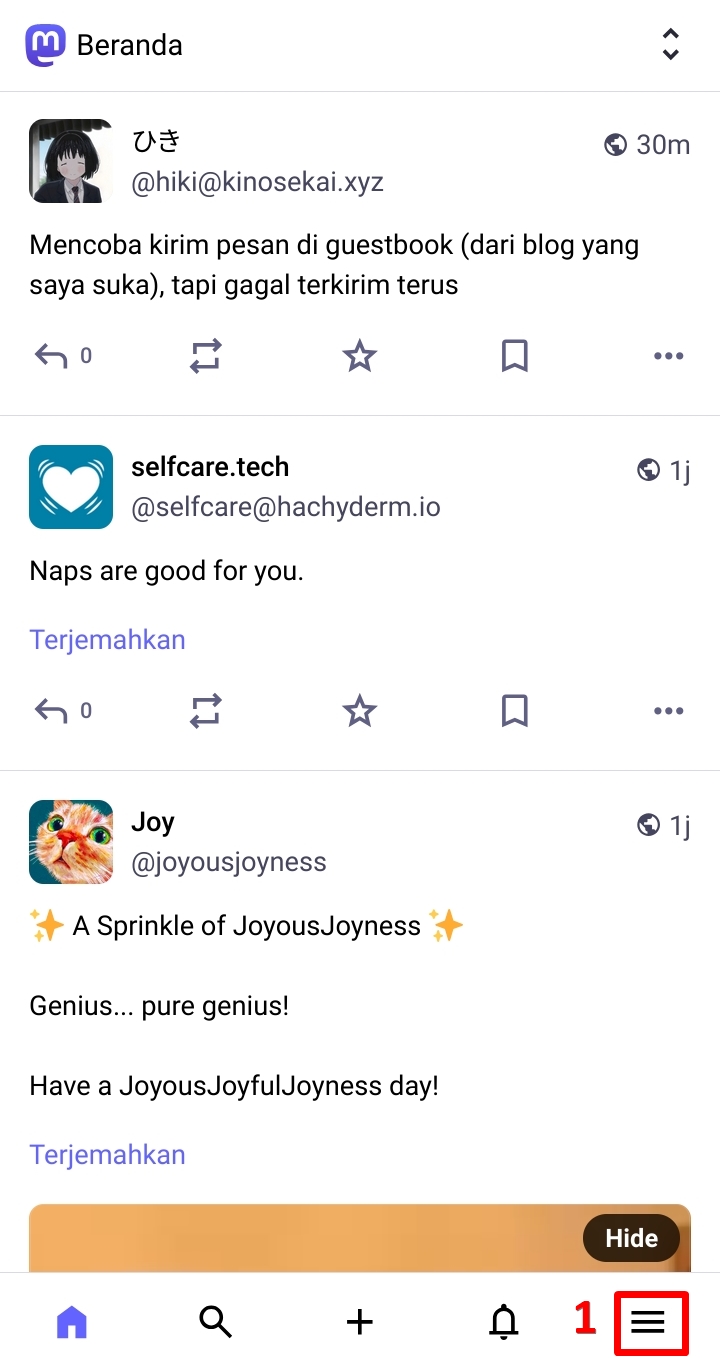 Beranda
ひき
30m
@hiki@kinosekai.xyz
Mencoba kirim pesan di guestbook (dari blog yang
saya suka), tapi gagal terkirim terus
0
selfcare.tech
1j
@selfcare@hachyderm.io
Naps are good for you.
Terjemahkan
0
Joy
1j
@joyousjoyness
✨ A Sprinkle of JoyousJoyness ✨
Genius... pure genius!
Have a JoyousJoyfulJoyness day!
Terjemahkan
Hide
1